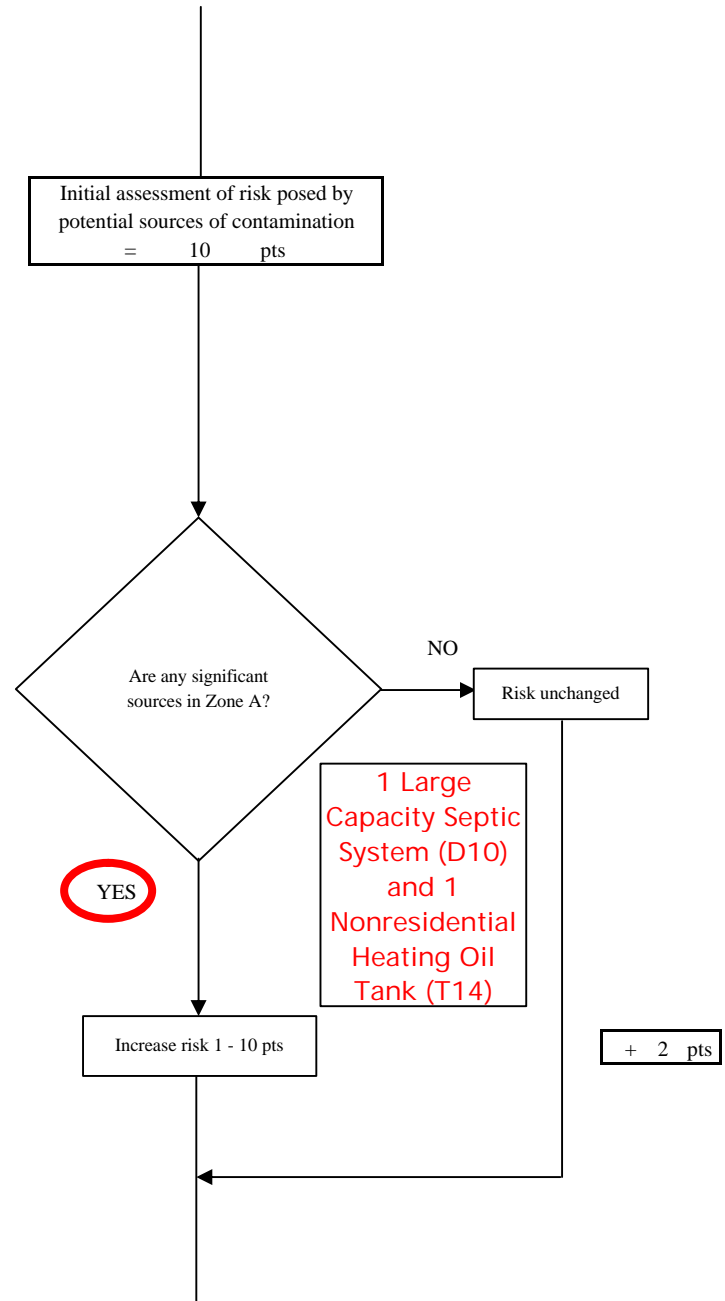 Initial assessment of risk posed by
potential sources of contamination
= 10 pts
Are any significant
sources in Zone A?
NO
Risk unchanged
1 Large
Capacity Septic
System (D10)
and 1
Nonresidential
Heating Oil
Tank (T14)
YES
Increase risk 1 - 10 pts
+ 2 pts